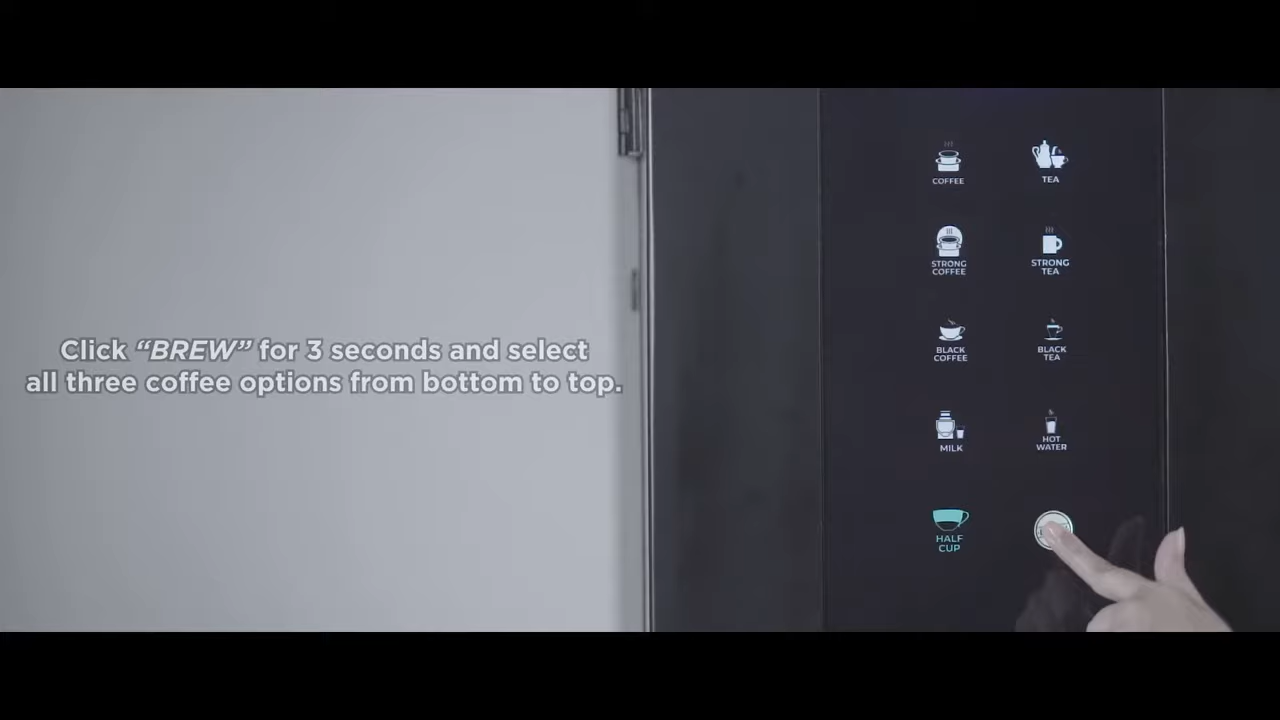 Click “BREW” for 3 seconds and select
all three coffee options from bottom to top.
COFFEE
TEA
STRONG
COFFEE
STRONG
TEA
BLACK
COFFEE
BLACK
TEA
MILK
HOT
WATER
HALF
CUP